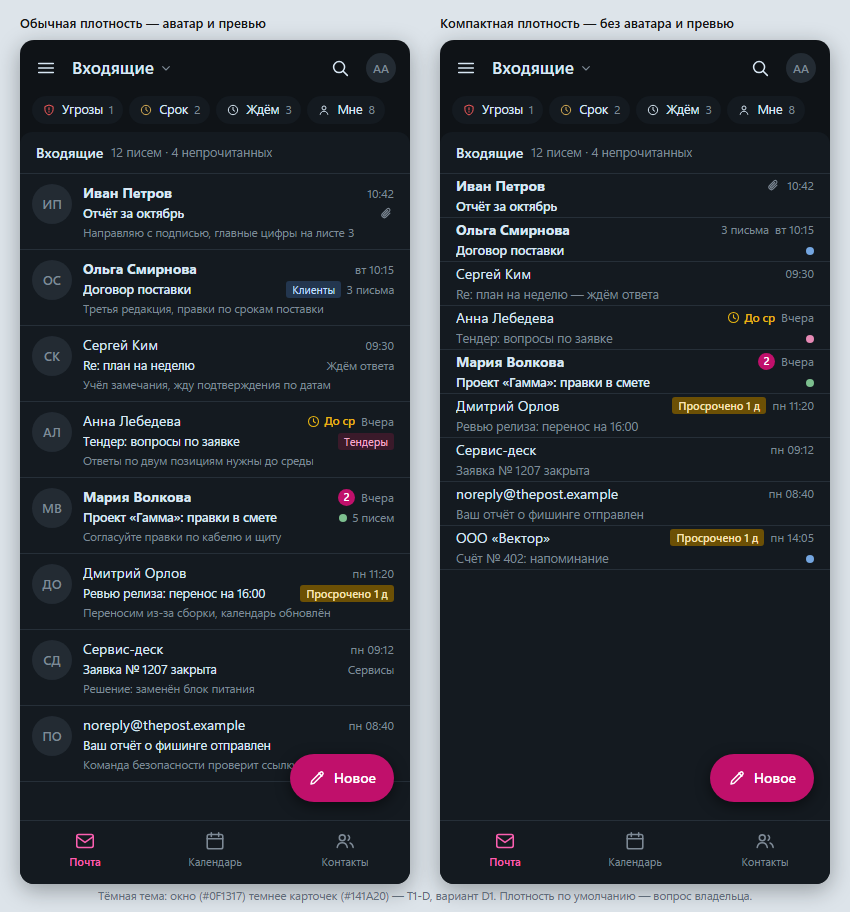 Обычная плотность — аватар и превью
Входящие
АА
Угрозы 1
Срок 2
Ждём 3
Мне 8
Входящие 12 писем · 4 непрочитанных
ИП
Иван Петров 10:42
Отчёт за октябрь
Направляю с подписью, главные цифры на листе 3
ОС
Ольга Смирнова вт 10:15
Договор поставки Клиенты 3 письма
Третья редакция, правки по срокам поставки
СК
Сергей Ким 09:30
Re: план на неделю Ждём ответа
Учёл замечания, жду подтверждения по датам
АЛ
Анна Лебедева До ср Вчера
Тендер: вопросы по заявке Тендеры
Ответы по двум позициям нужны до среды
МВ
Мария Волкова 2 Вчера
Проект «Гамма»: правки в смете 5 писем
Согласуйте правки по кабелю и щиту
ДО
Дмитрий Орлов пн 11:20
Ревью релиза: перенос на 16:00 Просрочено 1 д
Переносим из-за сборки, календарь обновлён
СД
Сервис-деск пн 09:12
Заявка № 1207 закрыта Сервисы
Решение: заменён блок питания
ПО
noreply@thepost.example пн 08:40
Ваш отчёт о фишинге отправлен
Команда безопасности проверит
Новое
Почта Календарь Контакты
Компактная плотность — без аватара и превью
Входящие
АА
Угрозы 1
Срок 2
Ждём 3
Мне 8
Входящие 12 писем · 4 непрочитанных
Иван Петров 10:42
Отчёт за октябрь
Ольга Смирнова 3 письма вт 10:15
Договор поставки
Сергей Ким 09:30
Re: план на неделю — ждём ответа
Анна Лебедева До ср Вчера
Тендер: вопросы по заявке
Мария Волкова 2 Вчера
Проект «Гамма»: правки в смете
Дмитрий Орлов Просрочено 1 д пн 11:20
Ревью релиза: перенос на 16:00
Сервис-деск пн 09:12
Заявка № 1207 закрыта
noreply@thepost.example пн 08:40
Ваш отчёт о фишинге отправлен
ООО «Вектор» Просрочено 1 д пн 14:05
Счёт № 402: напоминание
Новое
Почта Календарь Контакты
Тёмная тема: окно (#0F1317) темнее карточек (#141A20) — T1-D, вариант D1. Плотность по умолчанию — вопрос владельца.